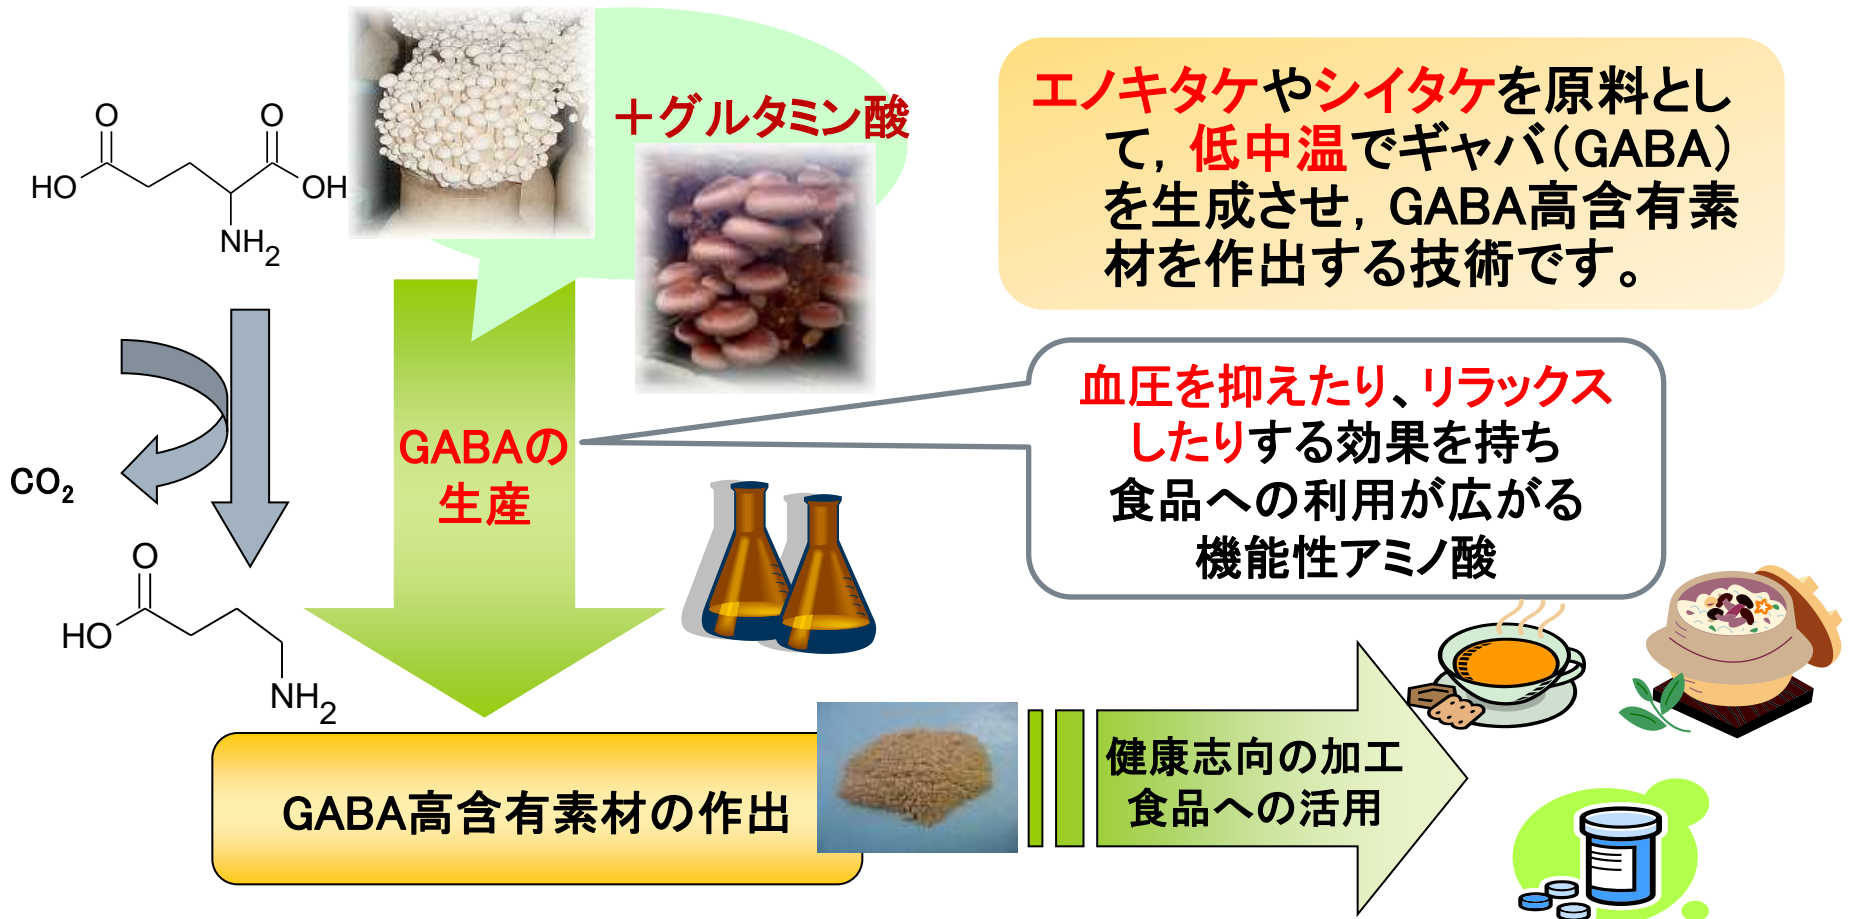 +グルタミン酸
エノキタケやシイタケを原料とし
て，低中温でギャバ（GABA）
を生成させ，GABA高含有素
材を作出する技術です。
O
O
HO
OH
NH2
血圧を抑えたり、リラックス
したりする効果を持ち
食品への利用が広がる
機能性アミノ酸
GABAの
生産
CO2
O
HO
NH2
GABA高含有素材の作出
健康志向の加工
食品への活用